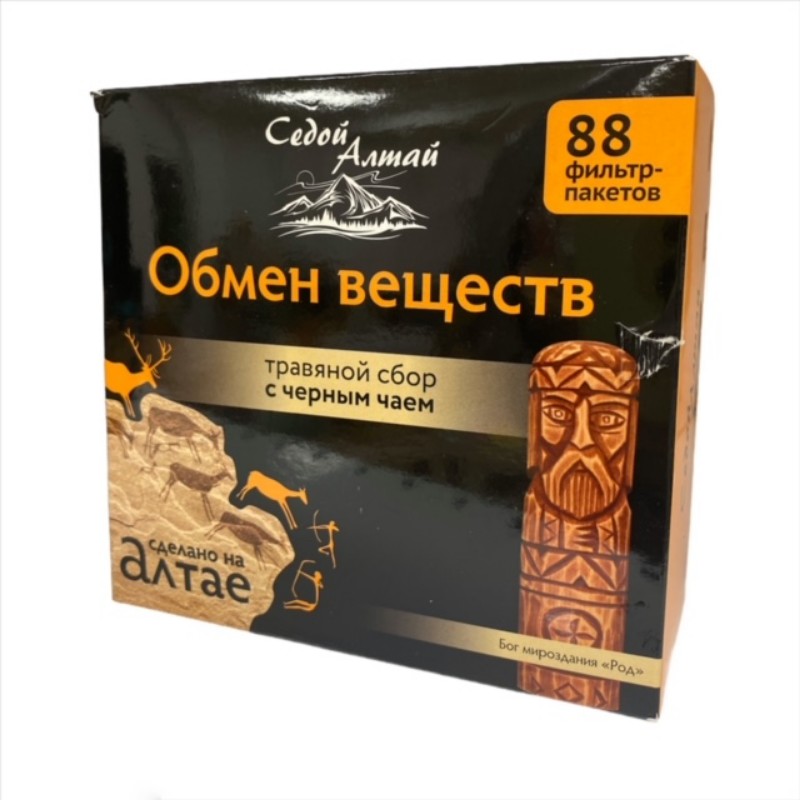 Седой
Алтай
88
фильтр-
пакетов
Обмен веществ
травяной сбор
с черным чаем
сделано на
алтае
Бог мироздания «Род»